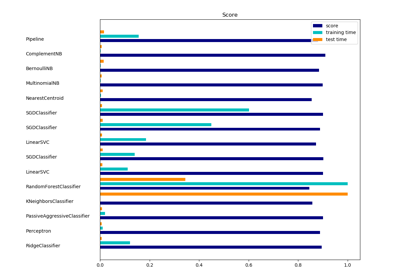 Score
score
training time
test time
Pipeline
ComplementNB
BernoulliNB
MultinomialNB
NearestCentroid
SGDClassifier
SGDClassifier
LinearSVC
SGDClassifier
LinearSVC
RandomForestClassifier
KNeighborsClassifier
PassiveAggressiveClassifier
Perceptron
RidgeClassifier
0.0 0.2 0.4 0.6 0.8 1.0